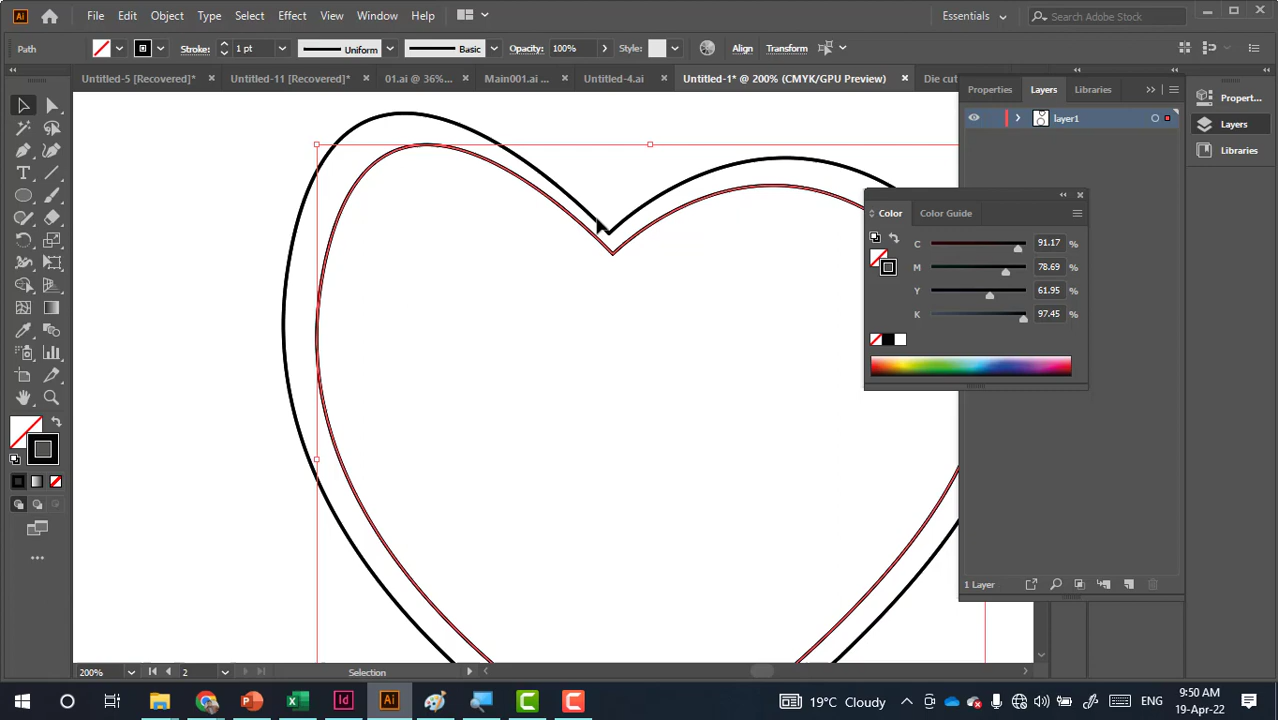 Ai File Edit Object Type Select Effect View Window Help Essentials Search Adobe Stock
Path Stroke: 1 pt Uniform Basic Opacity: 100% Style: Align Transform
Untitled-5 [Recovered]* Untitled-11 [Recovered]* 01.ai @ 36%... Main001.ai ... Untitled-4.ai Untitled-1* @ 200% (CMYK/GPU Preview) Die cut
Properties Layers Libraries
layer1
Propert...
Layers
Libraries
Color Color Guide
C 91.17 %
M 78.69 %
Y 61.95 %
K 97.45 %
1 Layer
200% 2 Selection
Id Ai 19°C Cloudy ENG 9:50 AM
19-Apr-22